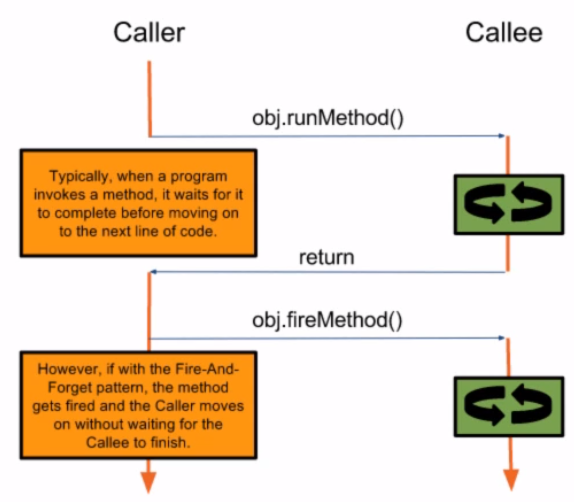 Caller
Callee
obj.runMethod()
Typically, when a program
invokes a method, it waits for it
to complete before moving on
to the next line of code.
return
obj.fireMethod()
However, if with the Fire-And-
Forget pattern, the method
gets fired and the Caller moves
on without waiting for the
Callee to finish.